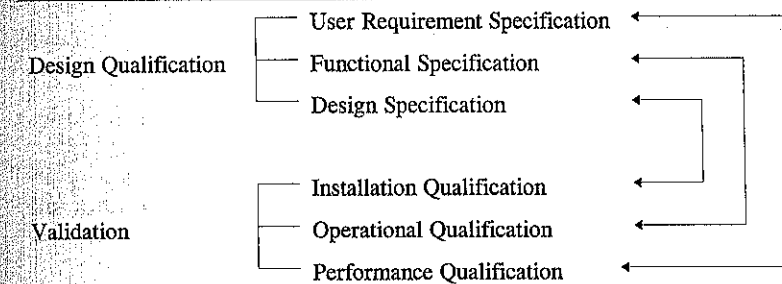 User Requirement Specification
Design Qualification
Functional Specification
Design Specification
Installation Qualification
Validation
Operational Qualification
Performance Qualification